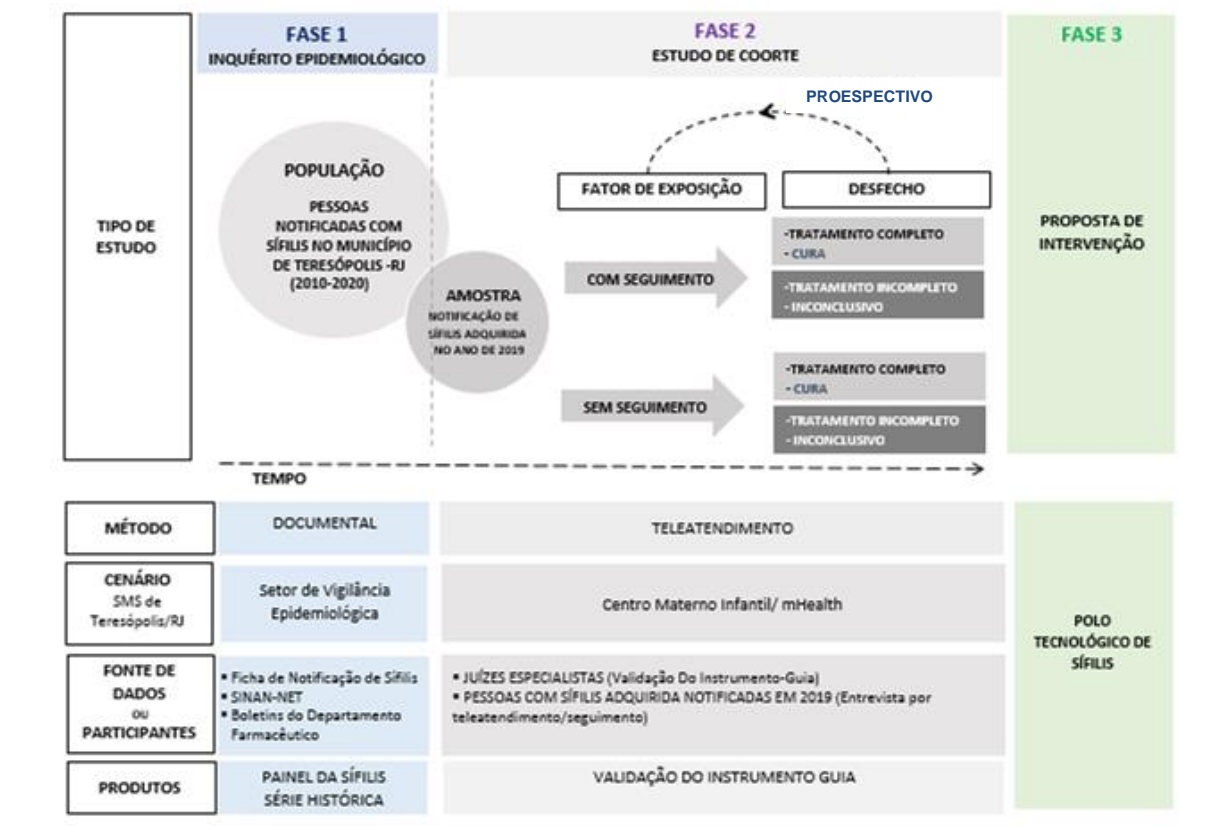 FASE 1
INQUÉRITO EPIDEMIOLÓGICO
FASE 2
ESTUDO DE COORTE
FASE 3
TIPO DE
ESTUDO
POPULAÇÃO
PESSOAS
NOTIFICADAS COM
SÍFILIS NO MUNICÍPIO
DE TERESÓPOLIS -RJ
(2010-2020)
AMOSTRA
NOTIFICAÇÃO DE
SÍFILIS ADQUIRIDA
NO ANO DE 2019
PROESPECTIVO
FATOR DE EXPOSIÇÃO
DESFECHO
COM SEGUIMENTO
-TRATAMENTO COMPLETO
- CURA
-TRATAMENTO INCOMPLETO
- INCONCLUSIVO
SEM SEGUIMENTO
-TRATAMENTO COMPLETO
- CURA
-TRATAMENTO INCOMPLETO
- INCONCLUSIVO
PROPOSTA DE
INTERVENÇÃO
TEMPO
MÉTODO
DOCUMENTAL
TELEATENDIMENTO
CENÁRIO
SMS de
Teresópolis/RJ
Setor de Vigilância
Epidemiológica
Centro Materno Infantil/ mHealth
FONTE DE
DADOS
OU
PARTICIPANTES
▪ Ficha de Notificação de Sífilis
▪ SINAN-NET
▪ Boletins do Departamento
Farmacêutico
▪ JUÍZES ESPECIALISTAS (Validação Do Instrumento-Guia)
▪ PESSOAS COM SÍFILIS ADQUIRIDA NOTIFICADAS EM 2019 (Entrevista por
teleatendimento/seguimento)
PRODUTOS
PAINEL DA SÍFILIS
SÉRIE HISTÓRICA
VALIDAÇÃO DO INSTRUMENTO GUIA
POLO
TECNOLÓGICO DE
SÍFILIS